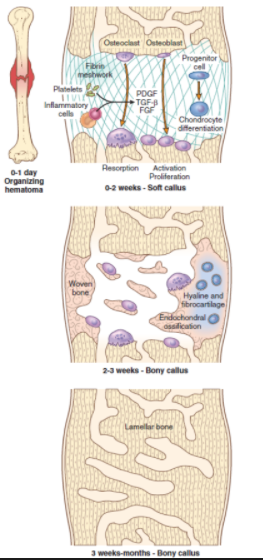 Osteoclast Osteoblast
Fibrin
meshwork
Progenitor
cell
Platelets
PDGF
TGF-β
FGF
Inflammatory
cells
Chondrocyte
differentiation
0-1 day
Organizing
hematoma
Resorption
Activation
Proliferation
0-2 weeks - Soft callus
Woven
bone
Hyaline and
fibrocartilage
Endochondral
ossification
2-3 weeks - Bony callus
Lamellar bone
3 weeks-months - Bony callus